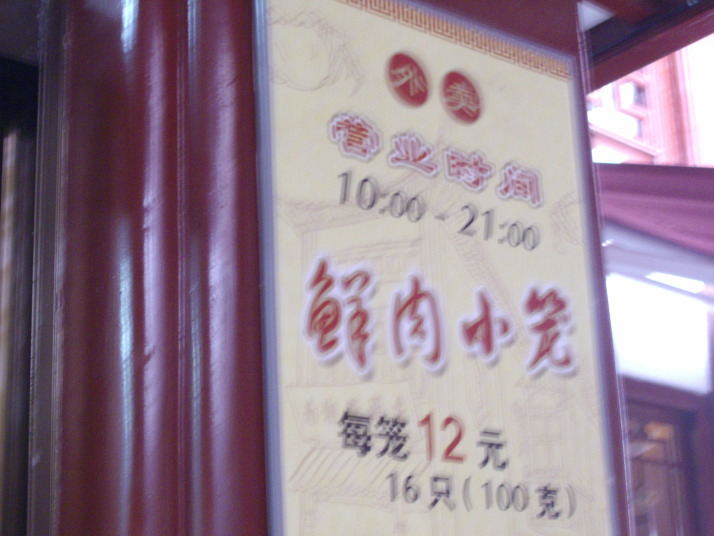 外卖
营业时间
10:00 - 21:00
鲜肉小笼
每笼12元
16只(100克)